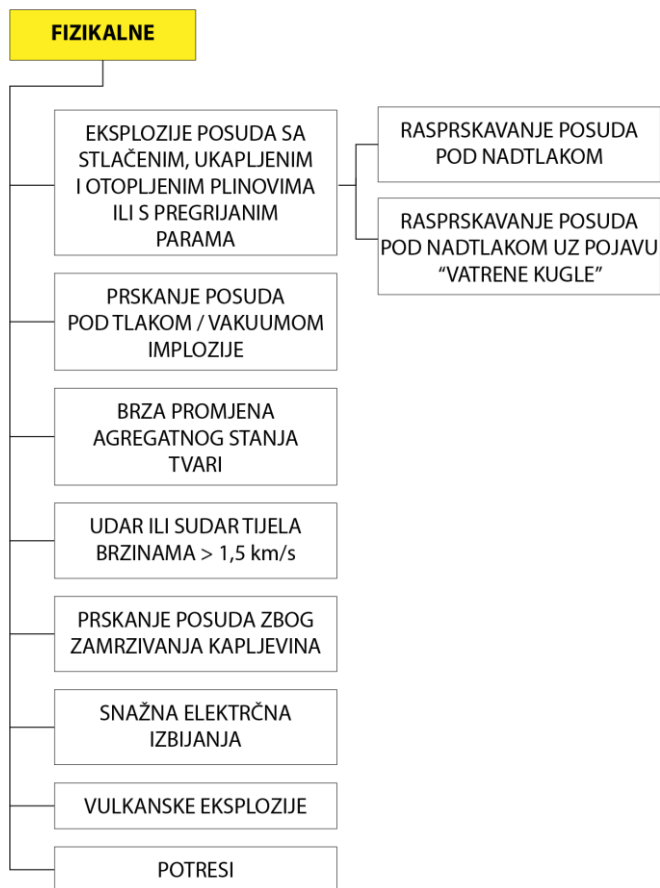 FIZIKALNE
EKSPLOZIJE POSUDA SA
STLAČENIM, UKAPLJENIM
I OTOPLJENIM PLINOVIMA
ILI S PREGRIJANIM
PARAMA
RASPRSKAVANJE POSUDA
POD NADTLAKOM
RASPRSKAVANJE POSUDA
POD NADTLAKOM UZ POJAVU
“VATRENE KUGLE”
PRSKANJE POSUDA
POD TLAKOM / VAKUUMOM
IMPLOZIJE
BRZA PROMJENA
AGREGATNOG STANJA
TVARI
UDAR ILI SUDAR TIJELA
BRZINAMA > 1,5 km/s
PRSKANJE POSUDA ZBOG
ZAMRZIVANJA KAPLJEVINA
SNAŽNA ELEKTRČNA
IZBIJANJA
VULKANSKE EKSPLOZIJE
POTRESI